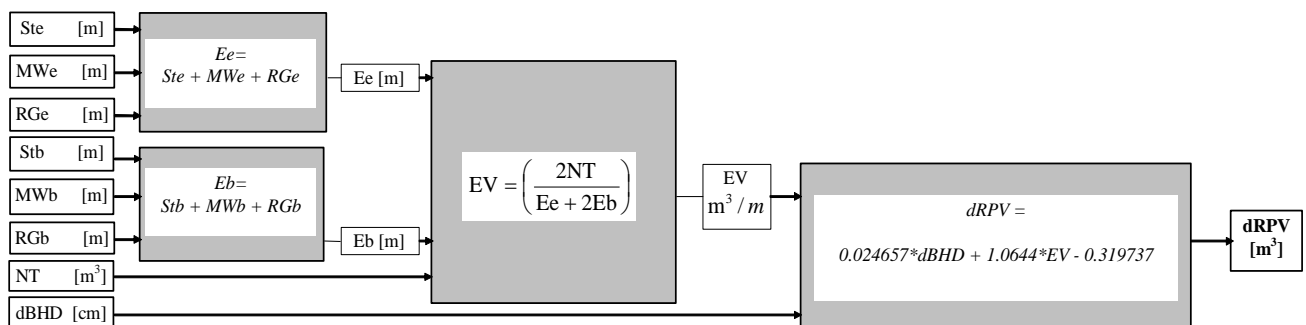 Ste [m]
MWe [m]
RGe [m]
Stb [m]
MWb [m]
RGb [m]
NT [m³]
dBHD [cm]
Ee=
Ste + MWe + RGe
Eb=
Stb + MWb + RGb
Ee [m]
Eb [m]
EV = (2NT / Ee + 2Eb)
EV
m³ / m
dRPV =
0.024657*dBHD + 1.0644*EV - 0.319737
dRPV
[m³]